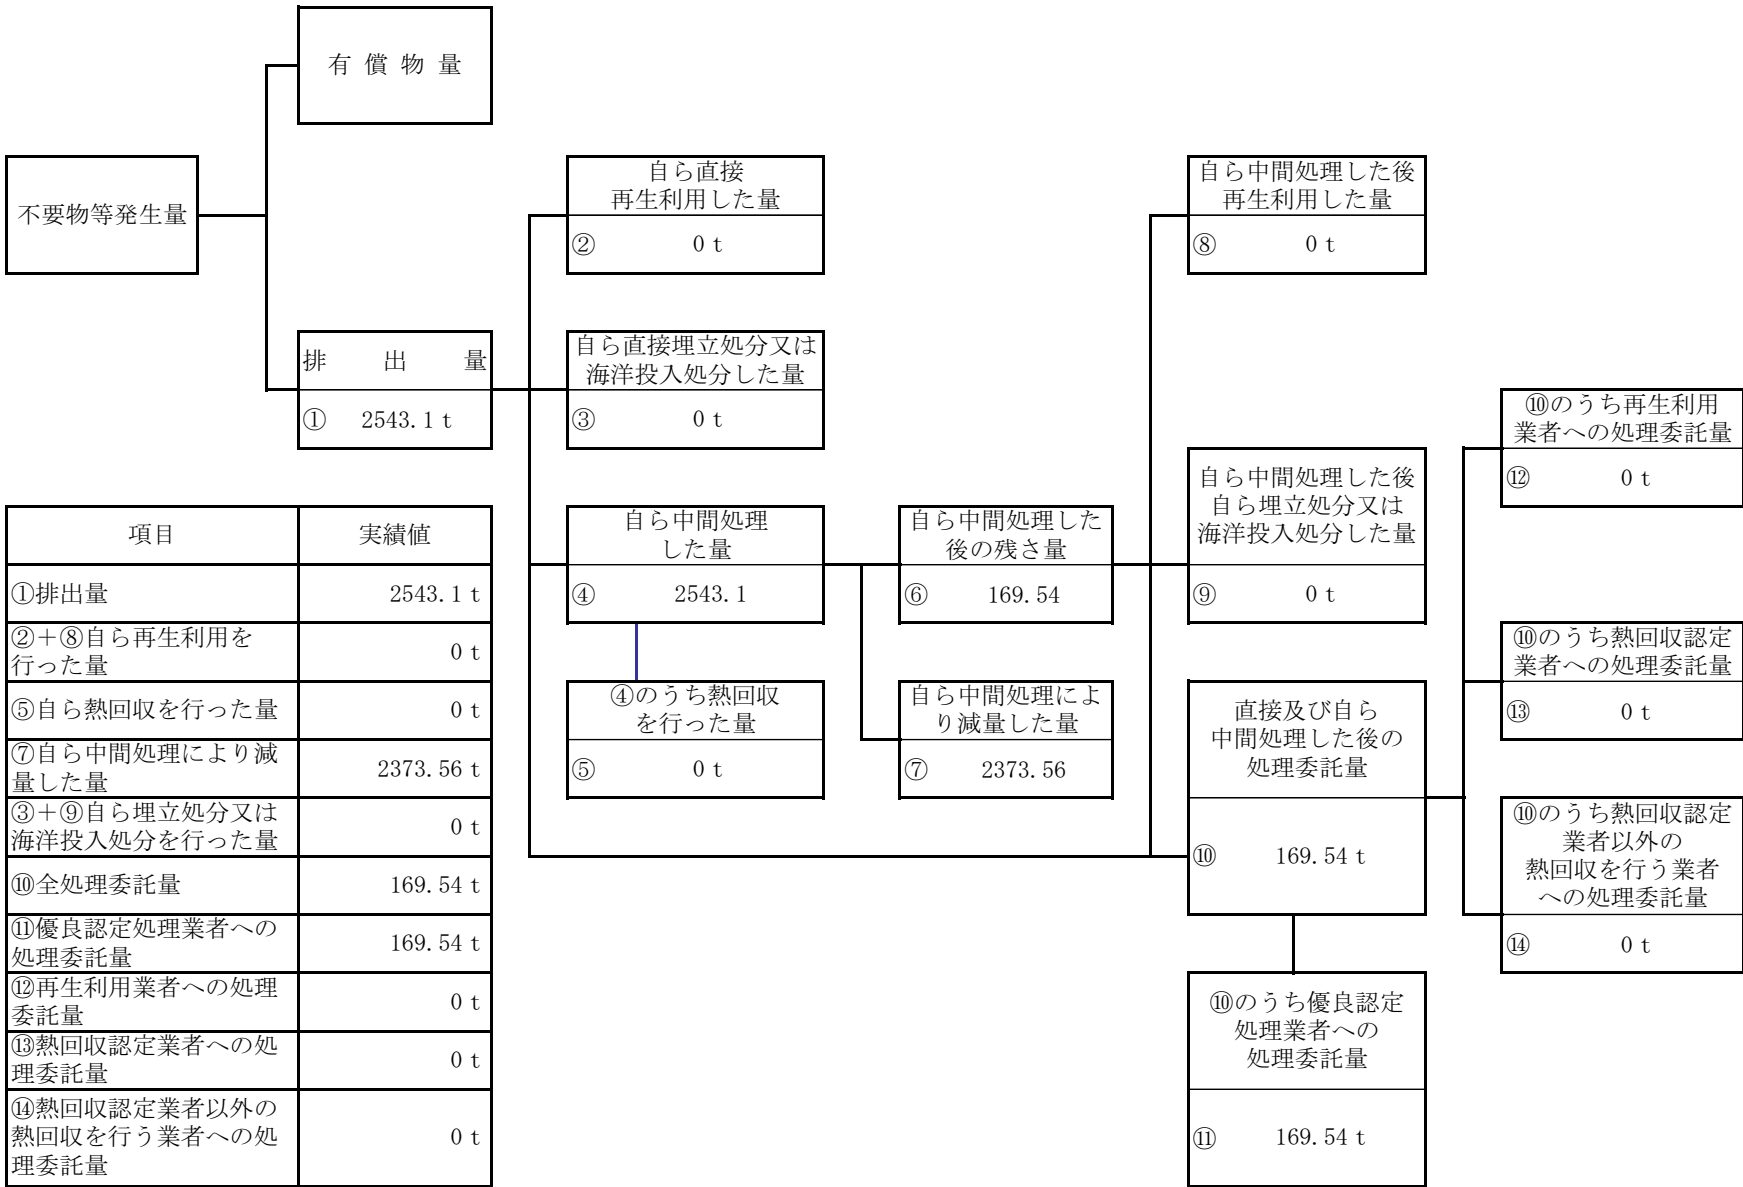 有 償 物 量
不要物等発生量
自ら直接
再生利用した量
② 0 t
自ら中間処理した後
再生利用した量
⑧ 0 t
排 出 量
① 2543.1 t
自ら直接埋立処分又は
海洋投入処分した量
③ 0 t
⑩のうち再生利用
業者への処理委託量
⑫ 0 t
自ら中間処理した後
自ら埋立処分又は
海洋投入処分した量
⑨ 0 t
自ら中間処理
した量
④ 2543.1
自ら中間処理した
後の残さ量
⑥ 169.54
⑩のうち熱回収認定
業者への処理委託量
⑬ 0 t
④のうち熱回収
を行った量
⑤ 0 t
自ら中間処理によ
り減量した量
⑦ 2373.56
直接及び自ら
中間処理した後の
処理委託量
⑩ 169.54 t
⑩のうち熱回収認定
業者以外の
熱回収を行う業者
への処理委託量
⑭ 0 t
⑩のうち優良認定
処理業者への
処理委託量
⑪ 169.54 t
項目 実績値
①排出量 2543.1 t
②＋⑧自ら再生利用を
行った量 0 t
⑤自ら熱回収を行った量 0 t
⑦自ら中間処理により減
量した量 2373.56 t
③＋⑨自ら埋立処分又は
海洋投入処分を行った量 0 t
⑩全処理委託量 169.54 t
⑪優良認定処理業者への
処理委託量 169.54 t
⑫再生利用業者への処理
委託量 0 t
⑬熱回収認定業者への処
理委託量 0 t
⑭熱回収認定業者以外の
熱回収を行う業者への処 0 t
理委託量